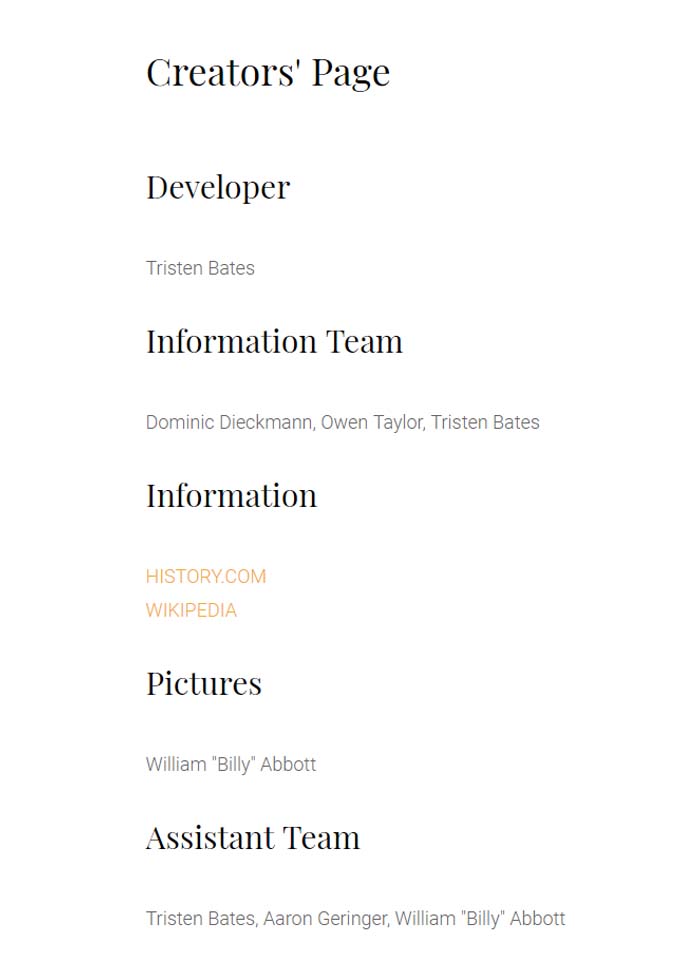 Creators' Page
Developer
Tristen Bates
Information Team
Dominic Dieckmann, Owen Taylor, Tristen Bates
Information
HISTORY.COM
WIKIPEDIA
Pictures
William "Billy" Abbott
Assistant Team
Tristen Bates, Aaron Geringer, William "Billy" Abbott